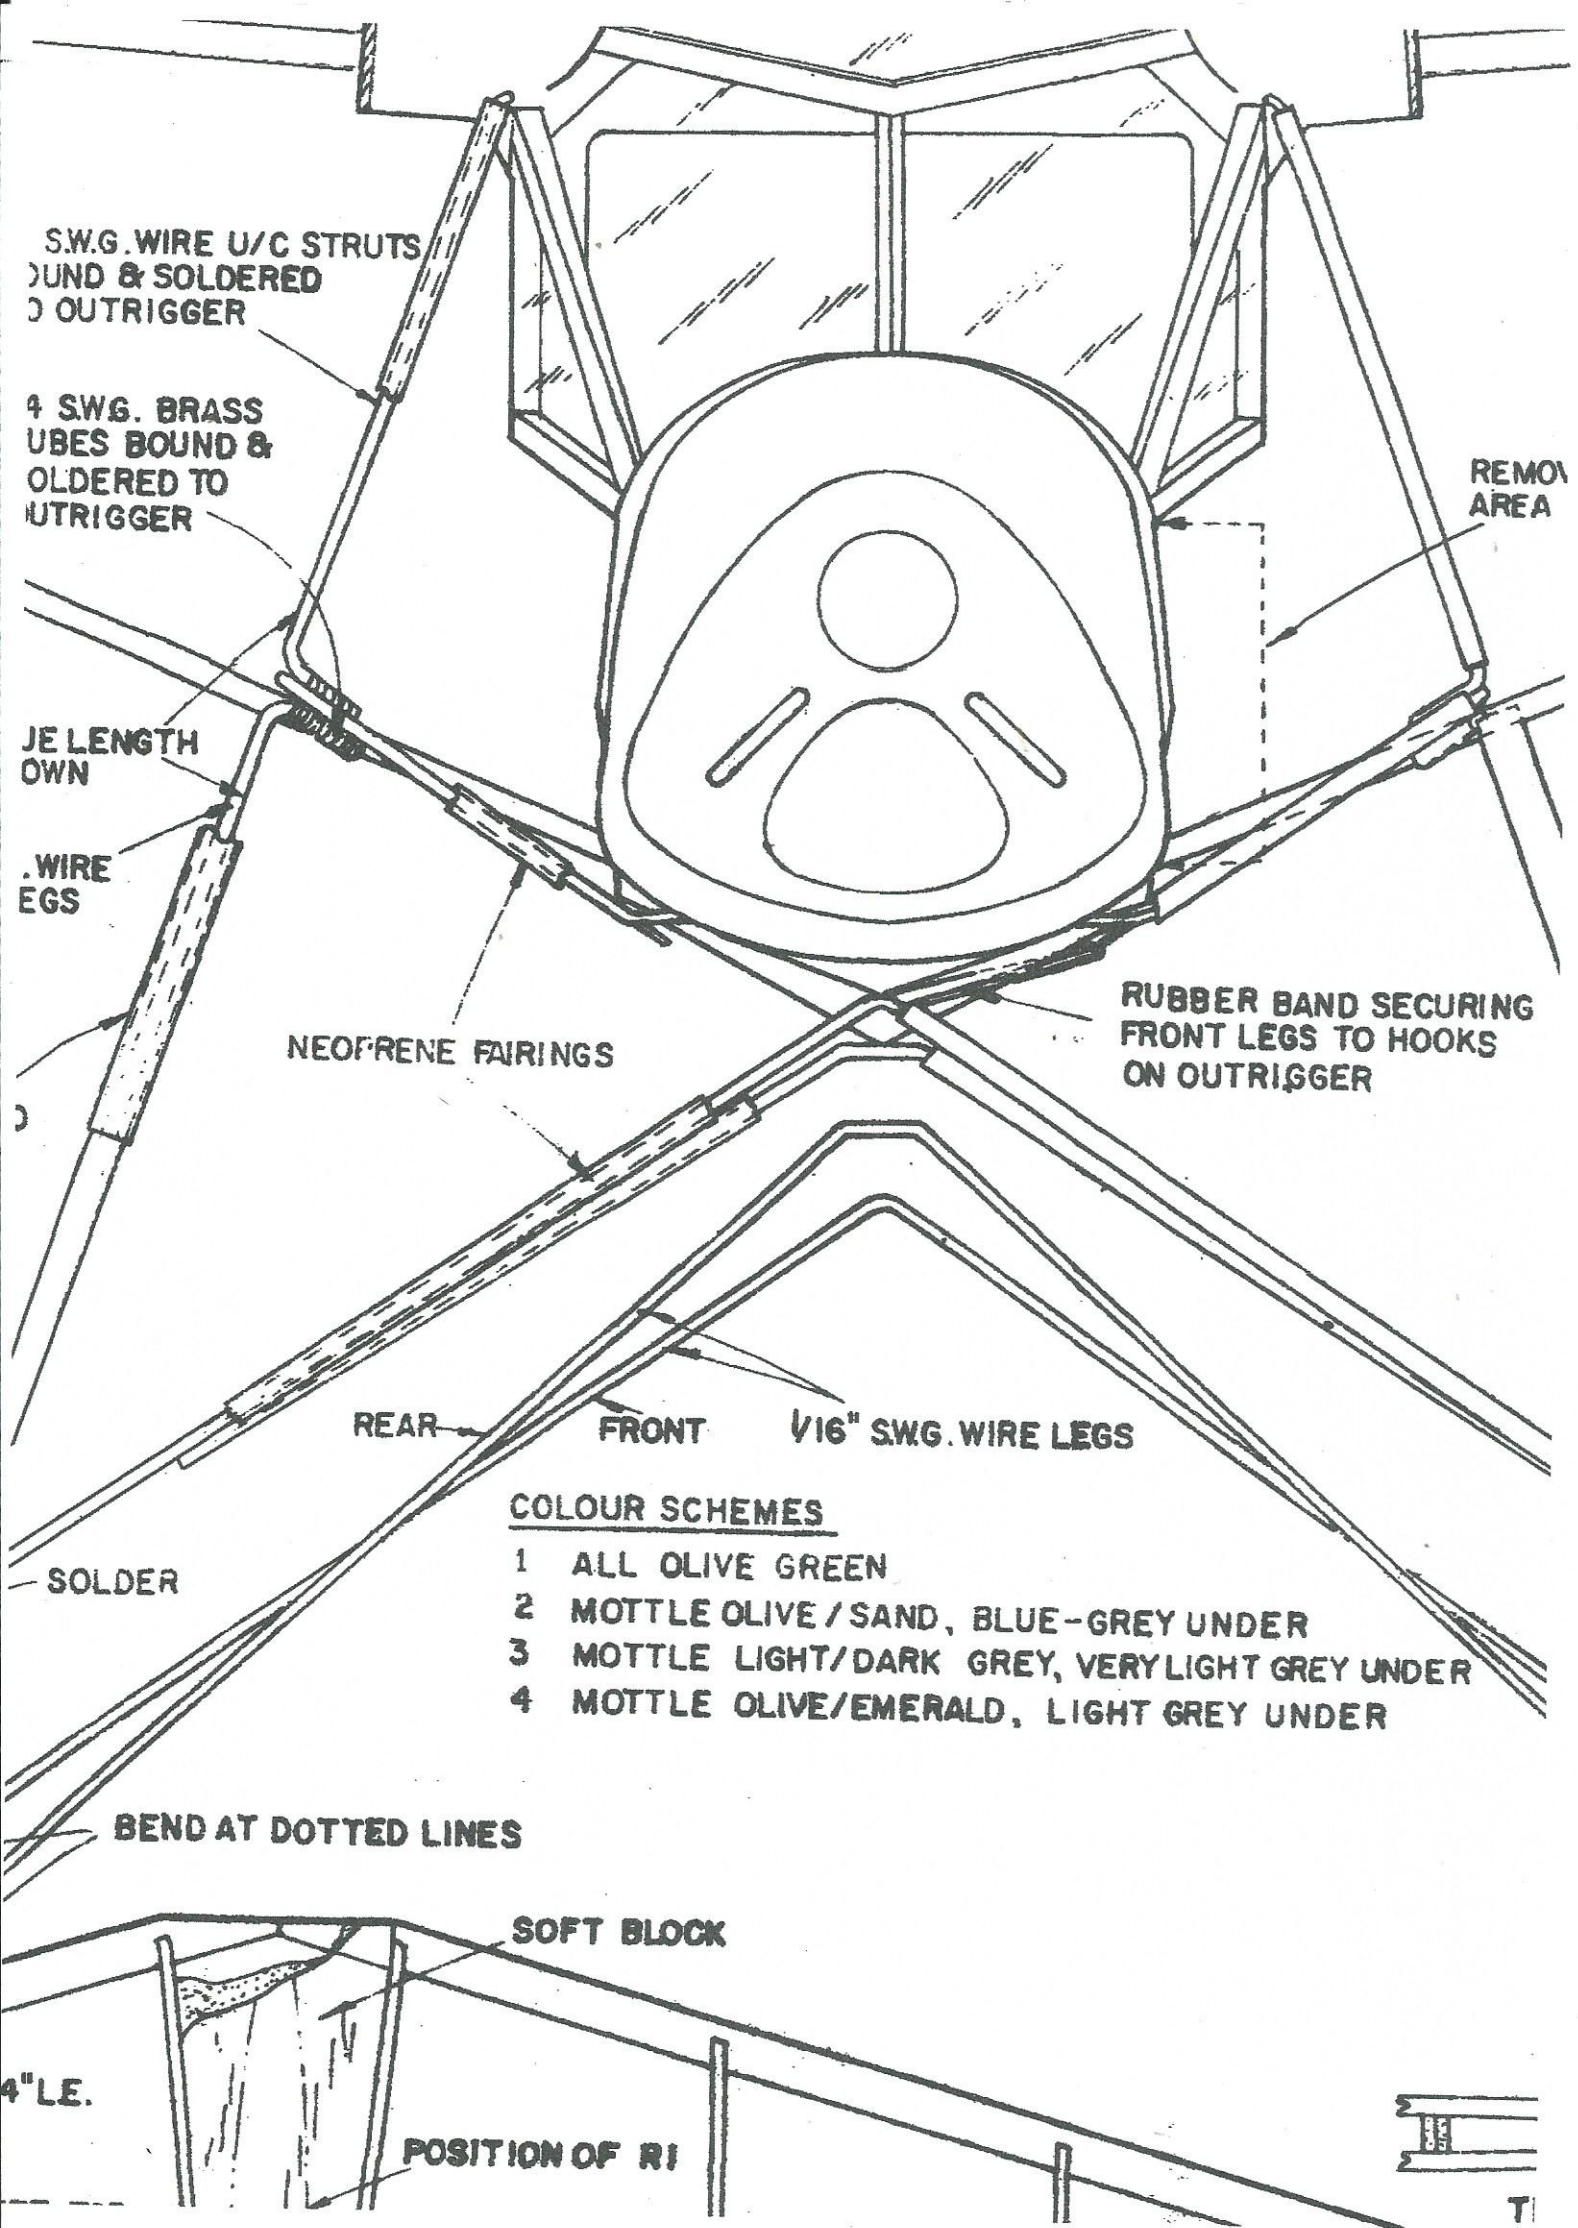 S.W.G. WIRE U/C STRUTS
OUND & SOLDERED
O OUTRIGGER
4 S.W.G. BRASS
UBES BOUND &
OLDERED TO
UTRIGGER
REMOV
AREA
UE LENGTH
OWN
. WIRE
EGS
NEOPRENE FAIRINGS
RUBBER BAND SECURING
FRONT LEGS TO HOOKS
ON OUTRIGGER
REAR
FRONT
1/16" S.W.G. WIRE LEGS
COLOUR SCHEMES
1 ALL OLIVE GREEN
2 MOTTLE OLIVE/SAND, BLUE-GREY UNDER
3 MOTTLE LIGHT/DARK GREY, VERY LIGHT GREY UNDER
4 MOTTLE OLIVE/EMERALD, LIGHT GREY UNDER
SOLDER
BEND AT DOTTED LINES
SOFT BLOCK
4" L.E.
POSITION OF R1